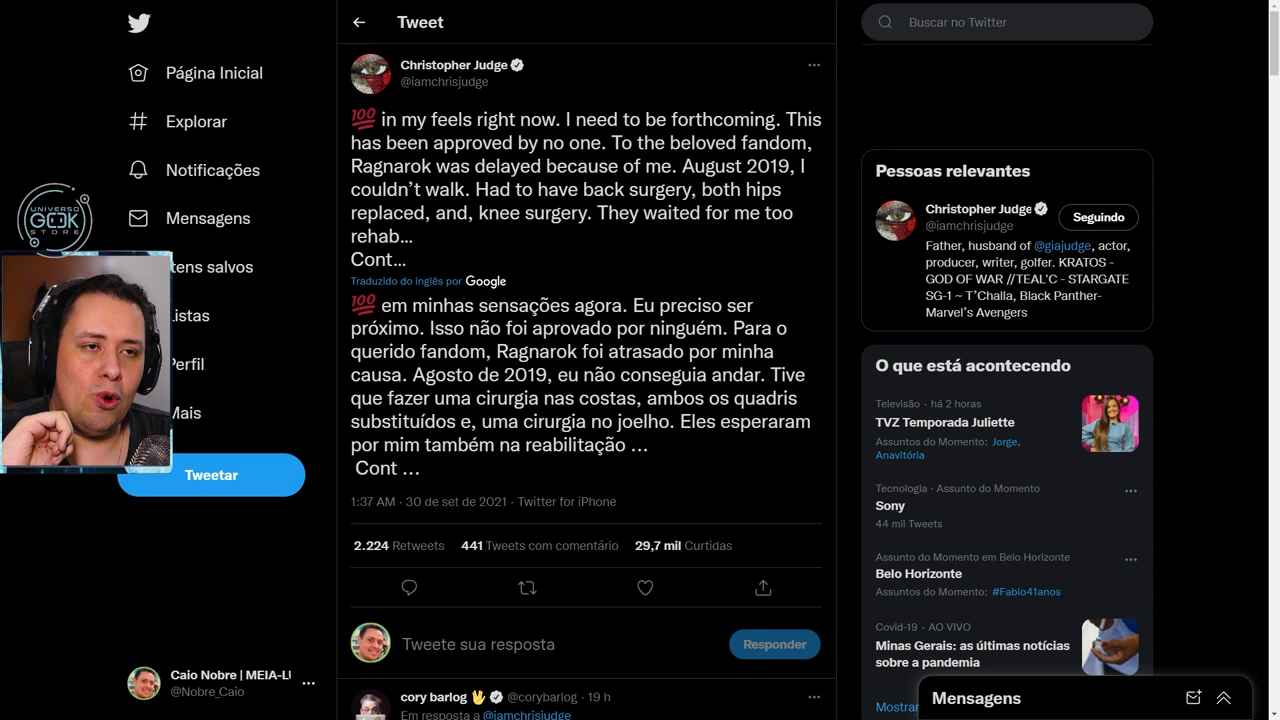 Tweet
Buscar no Twitter
Página Inicial
Explorar
Notificações
Mensagens
tens salvos
Listas
Perfil
Mais
Tweetar
UNIVERSO
GEEK
STORE
Christopher Judge
@iamchrisjudge
💯 in my feels right now. I need to be forthcoming. This
has been approved by no one. To the beloved fandom,
Ragnarok was delayed because of me. August 2019, I
couldn’t walk. Had to have back surgery, both hips
replaced, and, knee surgery. They waited for me too
rehab…
Cont…
Traduzido do inglês por Google
💯 em minhas sensações agora. Eu preciso ser
próximo. Isso não foi aprovado por ninguém. Para o
querido fandom, Ragnarok foi atrasado por minha
causa. Agosto de 2019, eu não conseguia andar. Tive
que fazer uma cirurgia nas costas, ambos os quadris
substituídos e, uma cirurgia no joelho. Eles esperaram
por mim também na reabilitação …
Cont …
1:37 AM · 30 de set de 2021 · Twitter for iPhone
2.224 Retweets 441 Tweets com comentário 29,7 mil Curtidas
Tweete sua resposta
Responder
cory barlog 🖖 @corybarlog · 19 h
Em resposta a @iamchrisjudge
Caio Nobre | MEIA-LU
@Nobre_Caio
Pessoas relevantes
Christopher Judge
@iamchrisjudge
Seguindo
Father, husband of @giajudge, actor,
producer, writer, golfer. KRATOS -
GOD OF WAR //TEAL'C - STARGATE
SG-1 ~ T’Challa, Black Panther-
Marvel’s Avengers
O que está acontecendo
Televisão · há 2 horas
TVZ Temporada Juliette
Assuntos do Momento: Jorge,
Anavitória
Tecnologia · Assunto do Momento
Sony
44 mil Tweets
Assunto do Momento em Belo Horizonte
Belo Horizonte
Assuntos do Momento: #Fabio41anos
Covid-19 · AO VIVO
Minas Gerais: as últimas notícias
sobre a pandemia
Mostrar
Mensagens